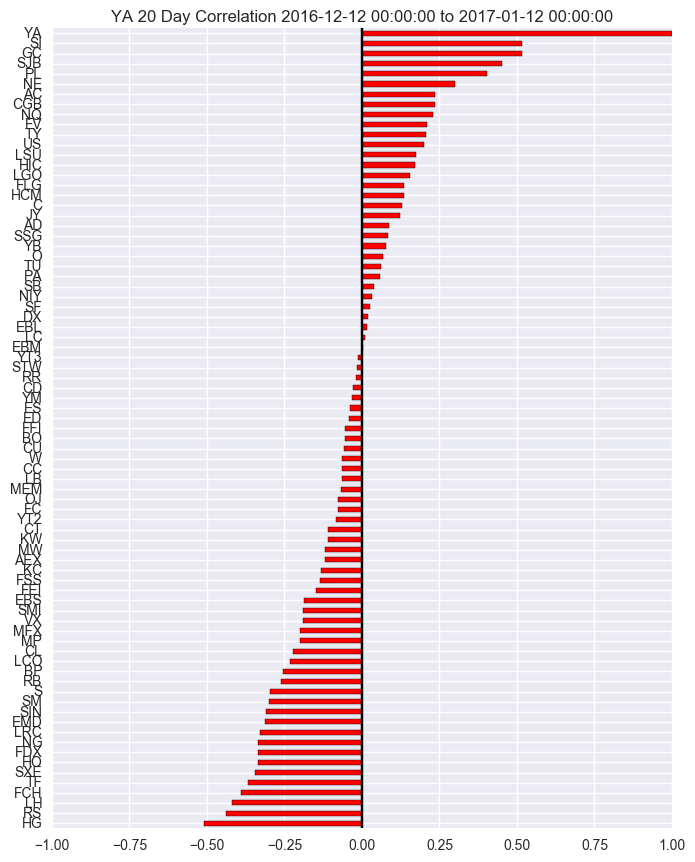 YA 20 Day Correlation 2016-12-12 00:00:00 to 2017-01-12 00:00:00
YA
SI
GC
SJB
PL
NE
AC
CGB
NQ
FV
TY
US
LSU
HIC
LGO
FLG
HCM
C
JY
AD
SSG
YB
O
TU
PA
SB
NIY
SF
DX
EBL
LC
EBM
YT3
STW
RR
CD
YM
ES
ED
BO
CU
W
CC
LB
MEM
OJ
FC
YT2
CT
KW
MW
AEX
KC
FSS
FEI
EBS
SMI
VX
MFX
MP
CL
LCO
BP
RB
S
SM
SIN
EMD
LRC
NG
FDX
HO
SXE
TF
FCH
LH
RS
HG
−1.00 −0.75 −0.50 −0.25 0.00 0.25 0.50 0.75 1.00